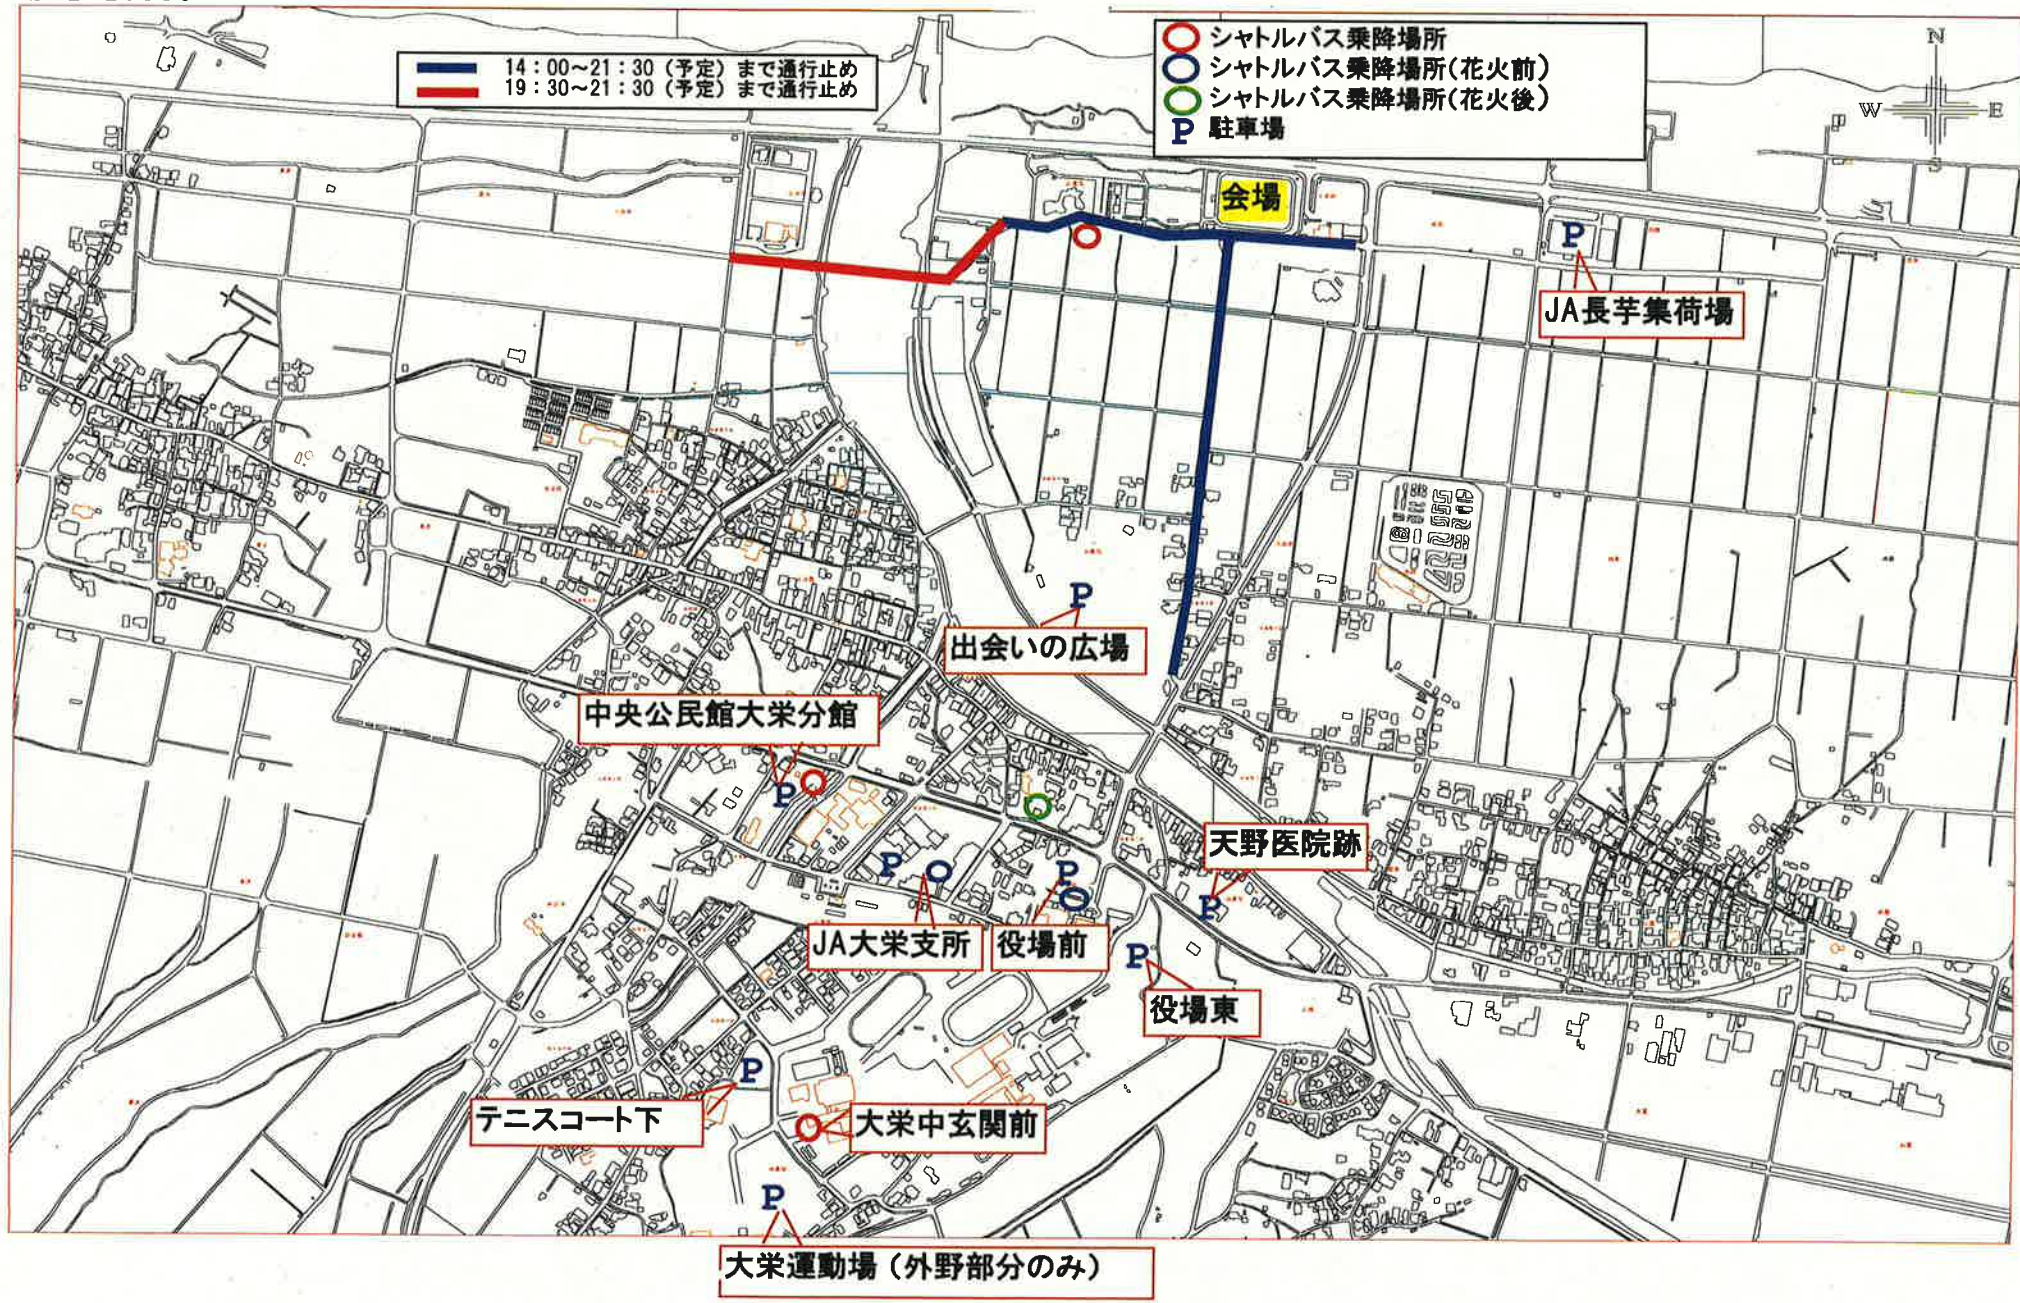 14:00～21:30(予定)まで通行止め
19:30～21:30(予定)まで通行止め
シャトルバス乗降場所
シャトルバス乗降場所(花火前)
シャトルバス乗降場所(花火後)
P 駐車場
N
W
E
会場
P
JA長芋集荷場
P
出会いの広場
中央公民館大栄分館
P
天野医院跡
P
P
P
JA大栄支所
役場前
P
役場東
P
テニスコート下
大栄中玄関前
P
大栄運動場(外野部分のみ)